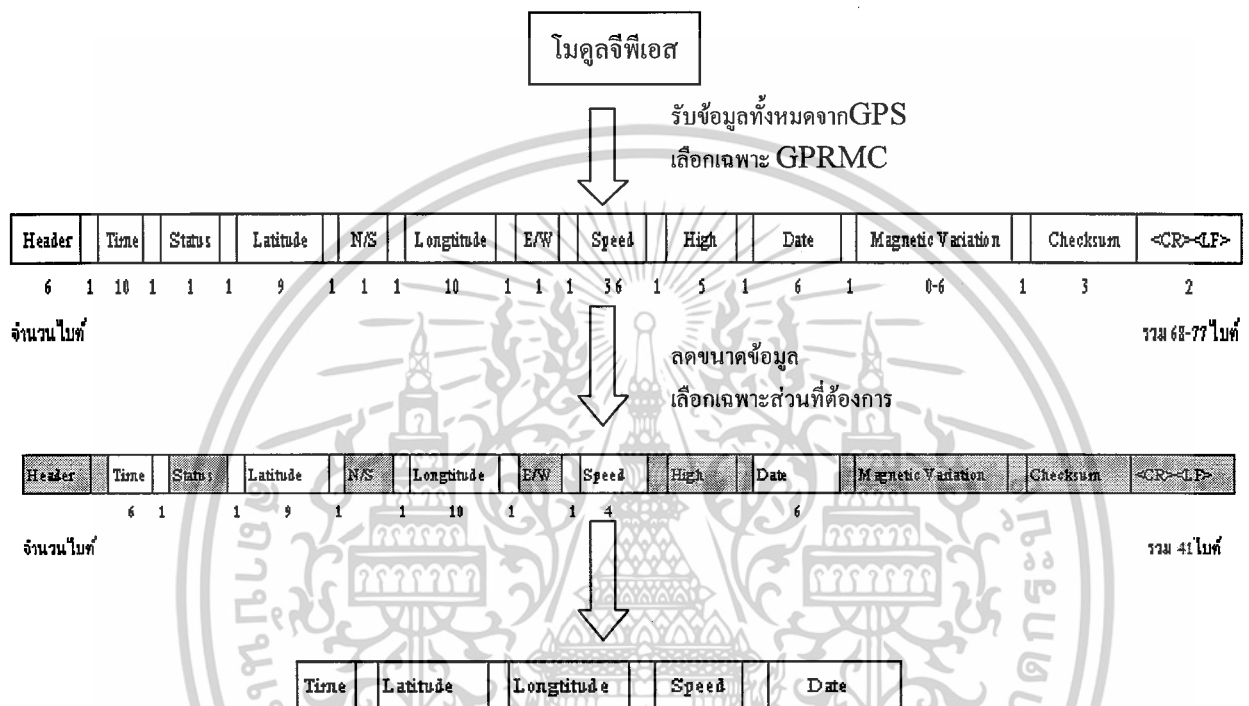 โมดูลจีพีเอส
รับข้อมูลทั้งหมดจากGPS
เลือกเฉพาะ GPRMC
Header Time Status Latitude N/S Longtitude E/W Speed High Date Magnetic Variation Checksum <CR><LF>
6 1 10 1 1 1 9 1 1 1 10 1 1 1 3 6 1 5 1 6 1 0-6 1 3 2
จำนวนไบท์ รวม 68-77 ไบท์
ลดขนาดข้อมูล
เลือกเฉพาะส่วนที่ต้องการ
Header Time Status Latitude N/S Longtitude E/W Speed High Date Magnetic Variation Checksum <CR><LF>
6 1 1 9 1 1 10 1 1 4 6
จำนวนไบท์ รวม 41 ไบท์
Time Latitude Longtitude Speed Date